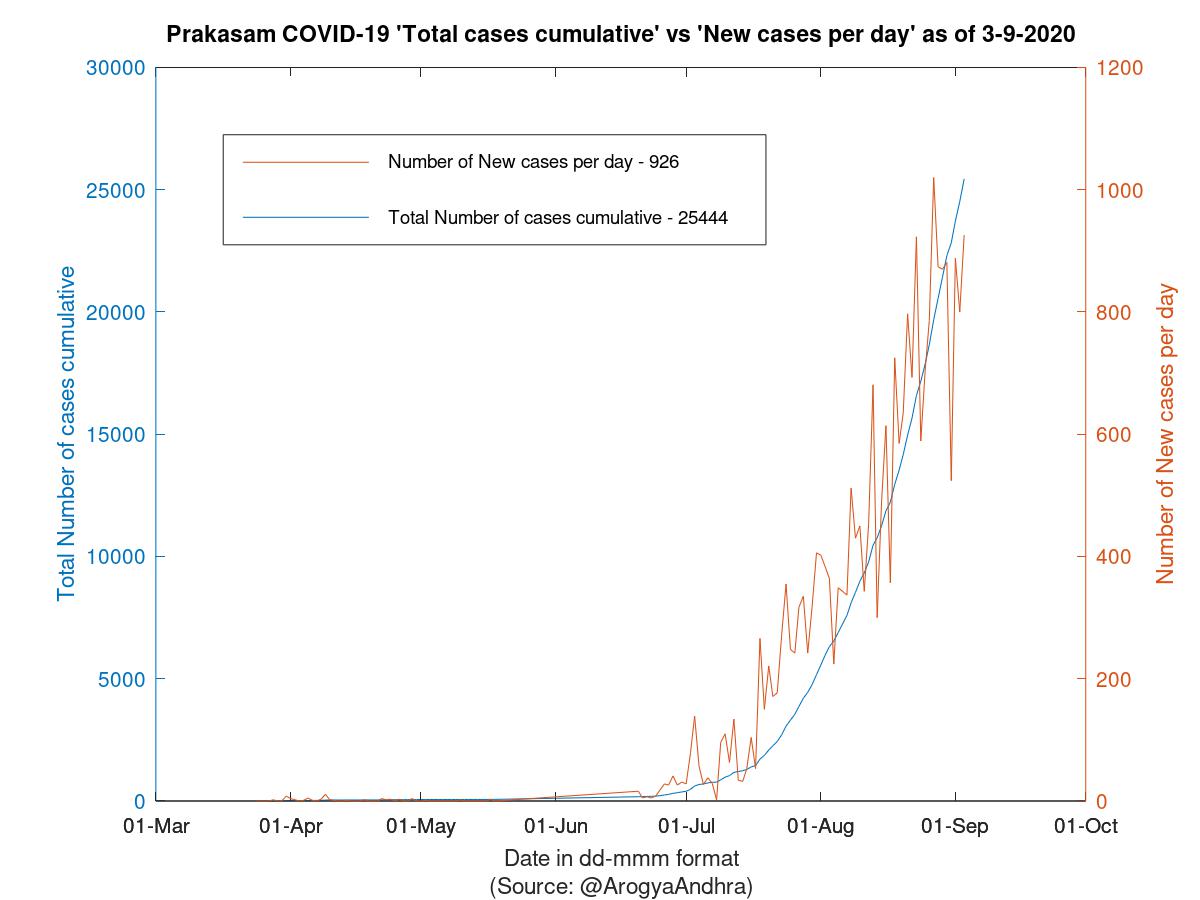 Prakasam COVID-19 'Total cases cumulative' vs 'New cases per day' as of 3-9-2020
30000
25000
20000
15000
10000
5000
0
Total Number of cases cumulative
Number of New cases per day - 926
Total Number of cases cumulative - 25444
1200
1000
800
600
400
200
0
Number of New cases per day
01-Mar 01-Apr 01-May 01-Jun 01-Jul 01-Aug 01-Sep 01-Oct
Date in dd-mmm format
(Source: @ArogyaAndhra)